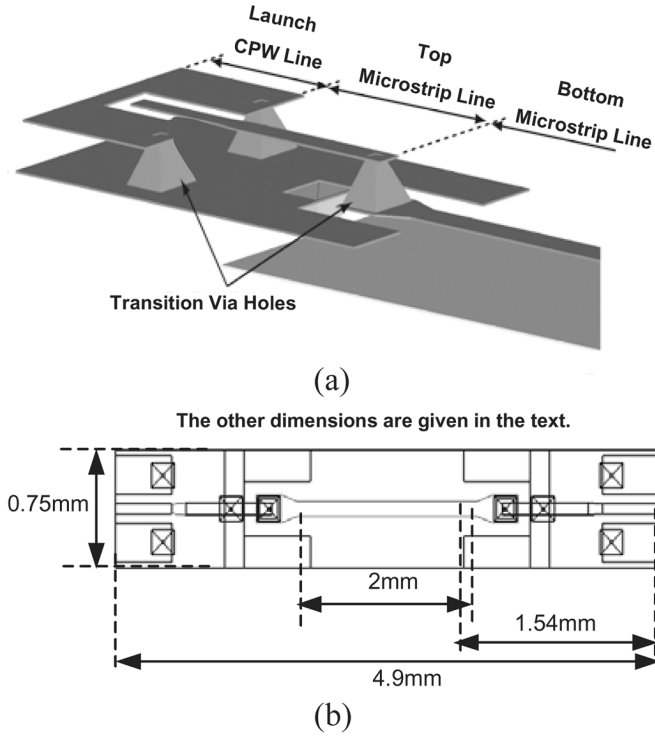 Launch
CPW Line
Top
Microstrip Line
Bottom
Microstrip Line
Transition Via Holes
(a)
The other dimensions are given in the text.
0.75mm
2mm
1.54mm
4.9mm
(b)